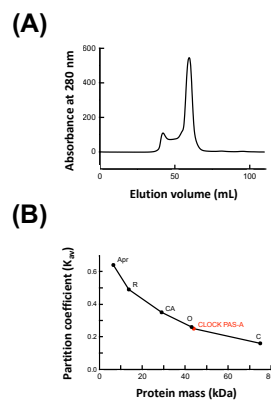 (A)
Absorbance at 280 nm
600
400
200
0
0
50
100
Elution volume (mL)
(B)
Partition coefficient (Kav)
0.6
0.4
0.2
0
Apr
R
CA
O
CLOCK PAS-A
C
0
20
40
60
80
Protein mass (kDa)